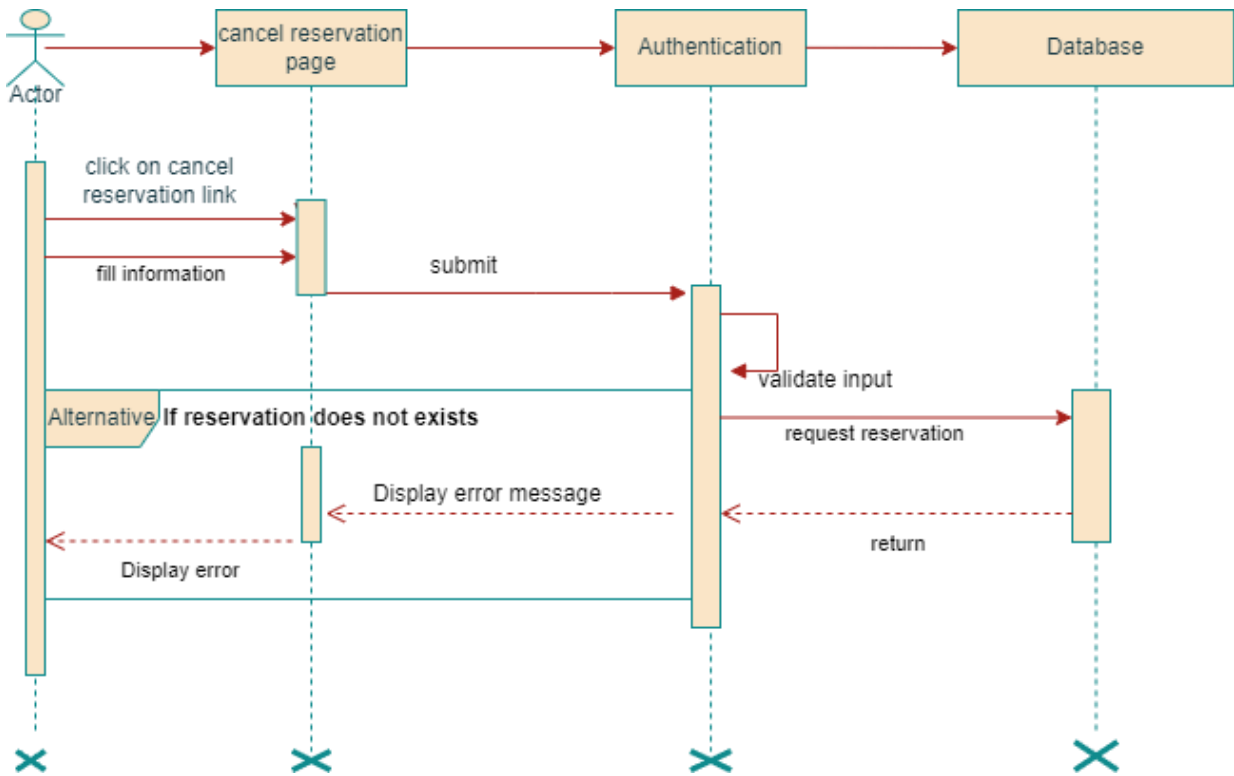 cancel reservation
page
Authentication
Database
Actor
click on cancel
reservation link
fill information
submit
validate input
Alternative
If reservation does not exists
request reservation
Display error message
return
Display error